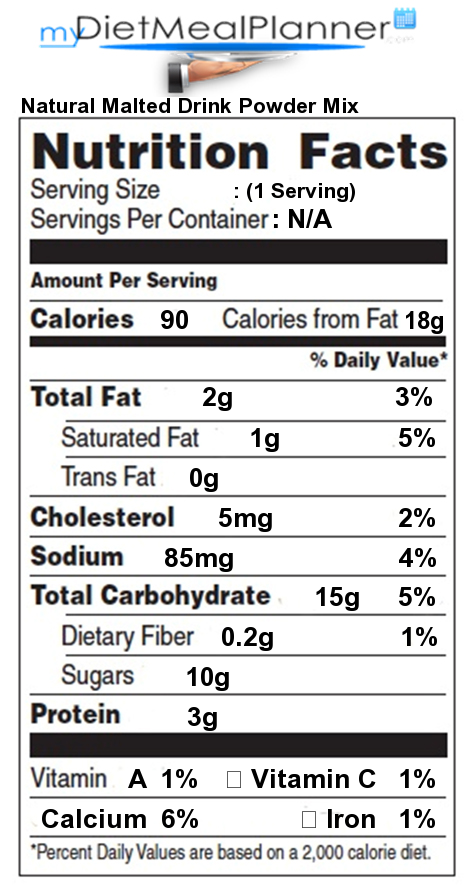 myDietMealPlanner.com
Natural Malted Drink Powder Mix
Nutrition Facts
Serving Size : (1 Serving)
Servings Per Container : N/A
Amount Per Serving
Calories 90 Calories from Fat 18g
% Daily Value*
Total Fat 2g 3%
Saturated Fat 1g 5%
Trans Fat 0g
Cholesterol 5mg 2%
Sodium 85mg 4%
Total Carbohydrate 15g 5%
Dietary Fiber 0.2g 1%
Sugars 10g
Protein 3g
Vitamin A 1% □ Vitamin C 1%
Calcium 6% □ Iron 1%
*Percent Daily Values are based on a 2,000 calorie diet.